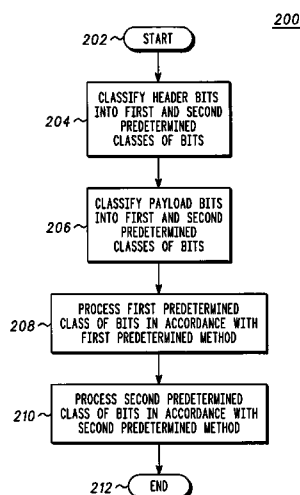 200
202
START
204
CLASSIFY HEADER BITS
INTO FIRST AND SECOND
PREDETERMINED
CLASSES OF BITS
206
CLASSIFY PAYLOAD BITS
INTO FIRST AND SECOND
PREDETERMINED
CLASSES OF BITS
208
PROCESS FIRST PREDETERMINED
CLASS OF BITS IN ACCORDANCE WITH
FIRST PREDETERMINED METHOD
210
PROCESS SECOND PREDETERMINED
CLASS OF BITS IN ACCORDANCE WITH
SECOND PREDETERMINED METHOD
212
END